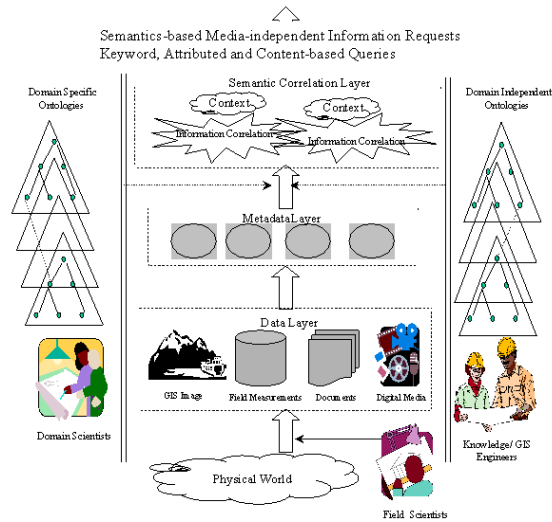 Semantics-based Media-independent Information Requests
Keyword, Attributed and Content-based Queries
Domain Specific
Ontologies
Semantic Correlation Layer
Domain Independent
Ontologies
Context
Context
Information Correlation
Information Correlation
Metadata Layer
Data Layer
GIS Image
Field Measurements
Documents
Digital Media
Domain Scientists
Knowledge/ GIS
Engineers
Physical World
Field Scientists